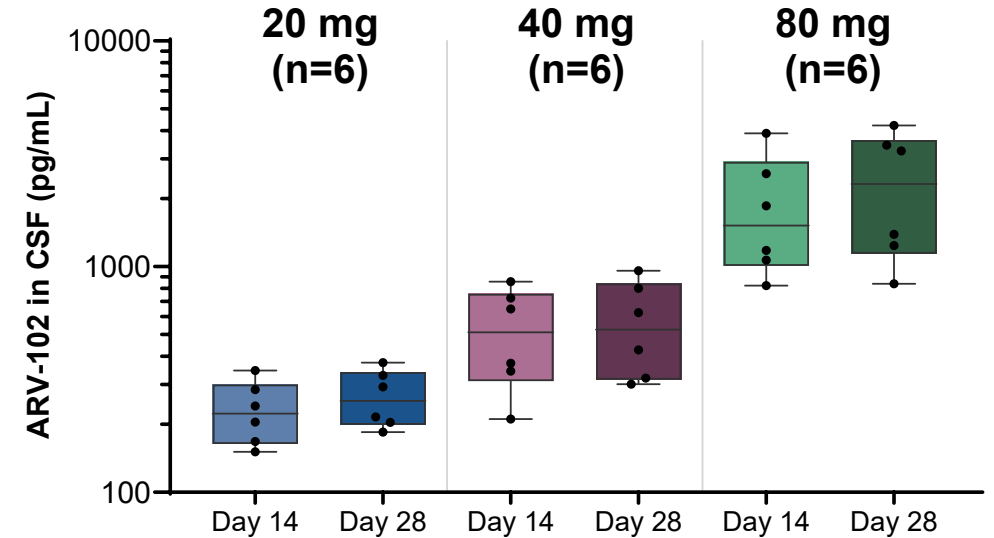 20 mg
(n=6)
40 mg
(n=6)
80 mg
(n=6)
ARV-102 in CSF (pg/mL)
10000
1000
100
Day 14
Day 28
Day 14
Day 28
Day 14
Day 28